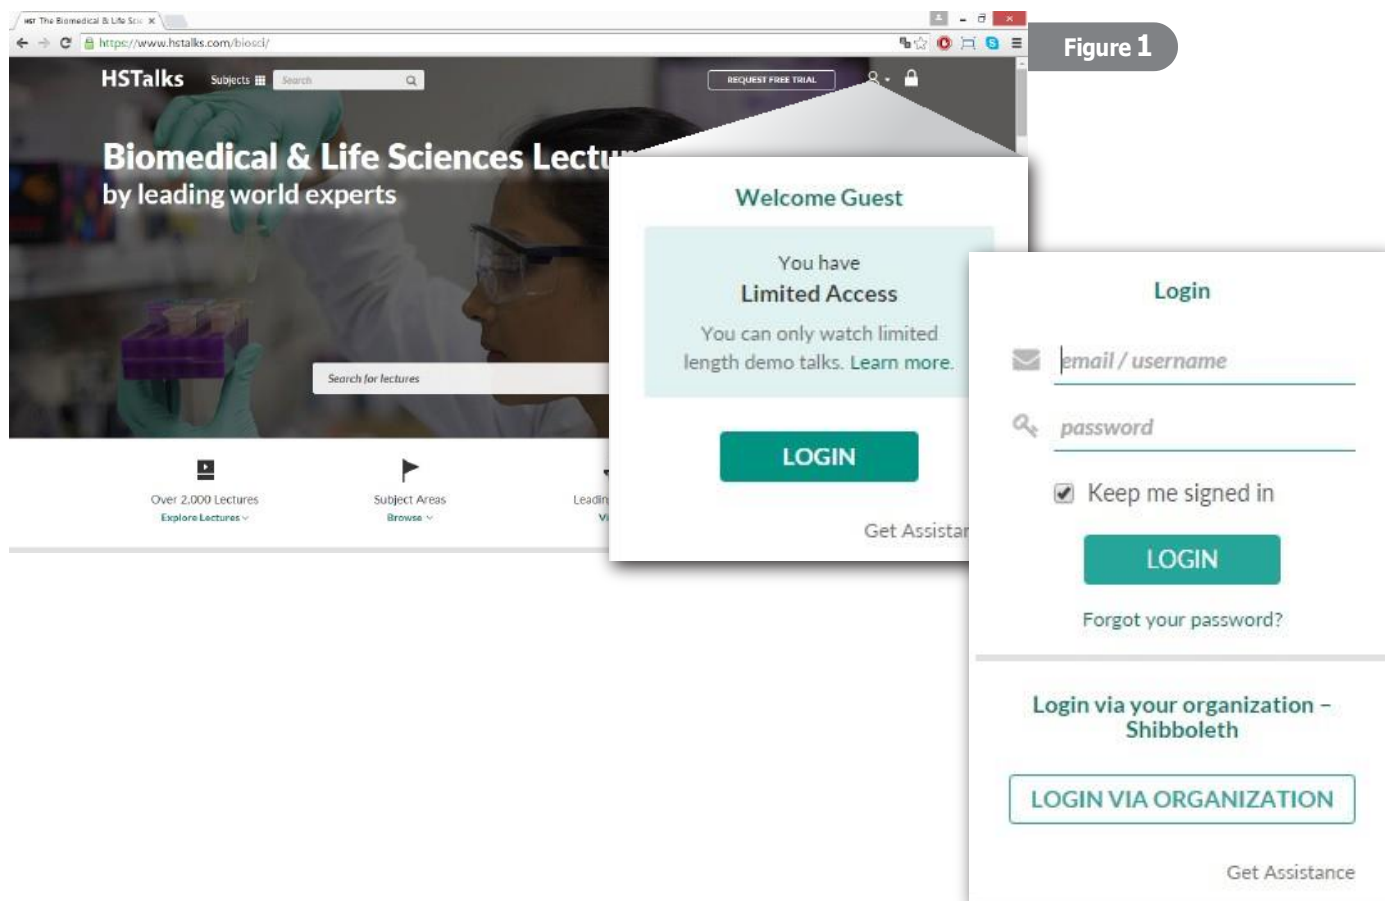 HST The Biomedical & Life Scie
https://www.hstalks.com/biosci/
Figure 1
HSTalks
Subjects
Search
REQUEST FREE TRIAL
Biomedical & Life Sciences Lectu
by leading world experts
Search for lectures
Over 2,000 Lectures
Explore Lectures
Subject Areas
Browse
Leadin
Vi
Welcome Guest
You have
Limited Access
You can only watch limited
length demo talks. Learn more.
LOGIN
Get Assistan
Login
email / username
password
Keep me signed in
LOGIN
Forgot your password?
Login via your organization –
Shibboleth
LOGIN VIA ORGANIZATION
Get Assistance